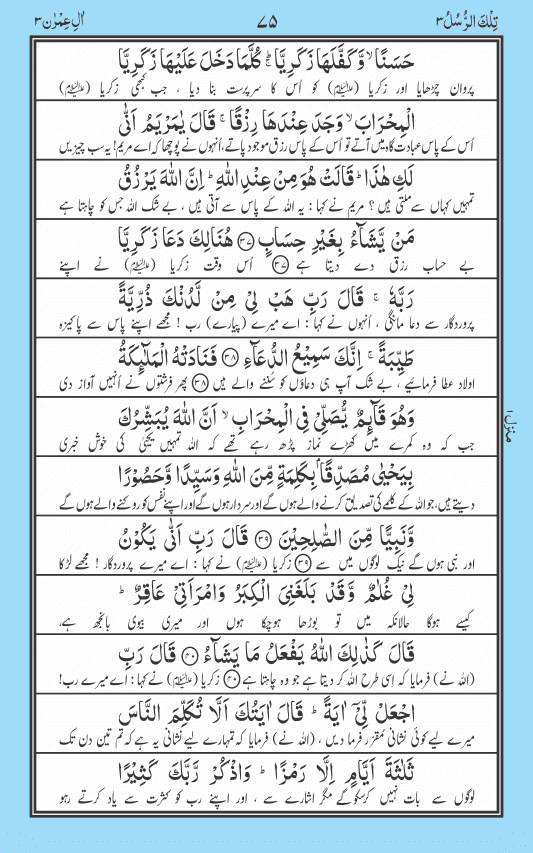 تِلْكَ الرُّسُلُ ٣
٧٥
اٰلِ عِمْرٰن ٣
حَسَنًا ۙ وَّ كَفَّلَهَا زَكَرِيَّا ؕ كُلَّمَا دَخَلَ عَلَيْهَا زَكَرِيَّا
پروان چڑھایا اور زکریا (علیہ السلام) کو اُس کا سرپرست بنا دیا ، جب بھی زکریا (علیہ السلام)
الْمِحْرَابَ ۙ وَجَدَ عِنْدَهَا رِزْقًا ۚ قَالَ يٰمَرْيَمُ اَنّٰى
اُس کے پاس عبادت گاہ میں آتے تو اُس کے پاس رزق موجود پاتے، اُنہوں نے پوچھا کہ اے مریم! یہ سب چیزیں
لَكِ هٰذَا ؕ قَالَتْ هُوَ مِنْ عِنْدِ اللّٰهِ ؕ اِنَّ اللّٰهَ يَرْزُقُ
تمہیں کہاں سے ملتی ہیں ؟ مریم نے کہا : یہ اللہ کے پاس سے آتی ہیں ، بے شک اللہ جس کو چاہتا ہے
مَنْ يَّشَآءُ بِغَيْرِ حِسَابٍ ٣٧ هُنَالِكَ دَعَا زَكَرِيَّا
بے حساب رزق دے دیتا ہے ٣٧ اُس وقت زکریا (علیہ السلام) نے اپنے
رَبَّهٗ ۚ قَالَ رَبِّ هَبْ لِيْ مِنْ لَّدُنْكَ ذُرِّيَّةً
پروردگار سے دعا مانگی ، اُنہوں نے کہا : اے میرے (پیارے) رب ! مجھے اپنے پاس سے پاکیزہ
طَيِّبَةً ۚ اِنَّكَ سَمِيْعُ الدُّعَآءِ ٣٨ فَنَادَتْهُ الْمَلٰٓئِكَةُ
اولاد عطا فرمائیے ، بے شک آپ ہی دعاؤں کو سُننے والے ہیں ٣٨ پھر فرشتوں نے اُنہیں آواز دی
وَهُوَ قَآئِمٌ يُّصَلِّيْ فِي الْمِحْرَابِ ۙ اَنَّ اللّٰهَ يُبَشِّرُكَ
جب کہ وہ کمرے میں کھڑے نماز پڑھ رہے تھے کہ اللہ تمہیں یحییٰ کی خوش خبری
بِيَحْيٰى مُصَدِّقًاۢ بِكَلِمَةٍ مِّنَ اللّٰهِ وَسَيِّدًا وَّحَصُوْرًا
دیتے ہیں، جو اللہ کے کلمے کی تصدیق کرنے والے ہوں گے اور سردار ہوں گے اور اپنے نفس کو روکنے والے ہوں گے
وَّنَبِيًّا مِّنَ الصّٰلِحِيْنَ ٣٩ قَالَ رَبِّ اَنّٰى يَكُوْنُ
اور نبی ہوں گے نیک لوگوں میں سے ٣٩ زکریا (علیہ السلام) نے کہا : اے میرے پروردگار ! مجھے لڑکا
لِيْ غُلٰمٌ وَّقَدْ بَلَغَنِيَ الْكِبَرُ وَامْرَاَتِيْ عَاقِرٌ ؕ
کیسے ہوگا حالانکہ میں تو بوڑھا ہوچکا ہوں اور میری بیوی بانجھ ہے،
قَالَ كَذٰلِكَ اللّٰهُ يَفْعَلُ مَا يَشَآءُ ٤٠ قَالَ رَبِّ
(اللہ نے) فرمایا کہ اِسی طرح اللہ کر دیتا ہے جو وہ چاہتا ہے ٤٠ زکریا (علیہ السلام) نے کہا : اے میرے رب!
اجْعَلْ لِّيْٓ اٰيَةً ؕ قَالَ اٰيَتُكَ اَلَّا تُكَلِّمَ النَّاسَ
میرے لیے کوئی نشانی مقرر فرما دیں ، (اللہ نے) فرمایا کہ تمہارے لیے نشانی یہ ہے کہ تم تین دن تک
ثَلٰثَةَ اَيَّامٍ اِلَّا رَمْزًا ؕ وَاذْكُرْ رَّبَّكَ كَثِيْرًا
لوگوں سے بات نہیں کرسکو گے مگر اشارے سے ، اور اپنے رب کو کثرت سے یاد کرتے رہو
منزل ١